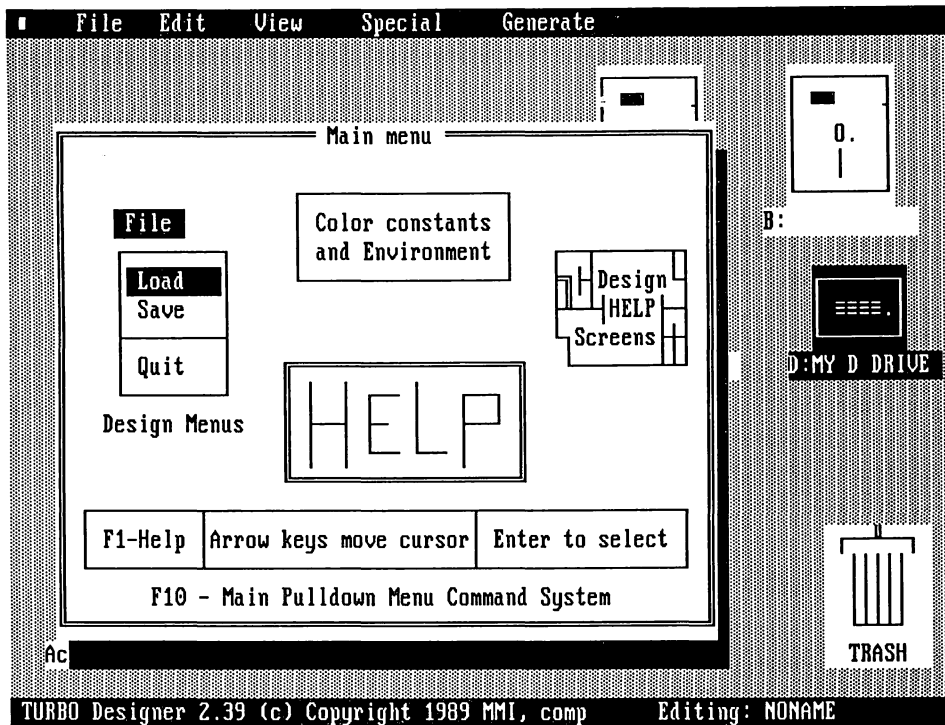 File Edit View Special Generate
Main menu
File
Load
Save
Quit
Design Menus
Color constants
and Environment
Design
HELP
Screens
HELP
F1-Help Arrow keys move cursor Enter to select
F10 - Main Pulldown Menu Command System
B:
D:MY D DRIVE
TRASH
Ac
TURBO Designer 2.39 (c) Copyright 1989 MMI, comp Editing: NONAME